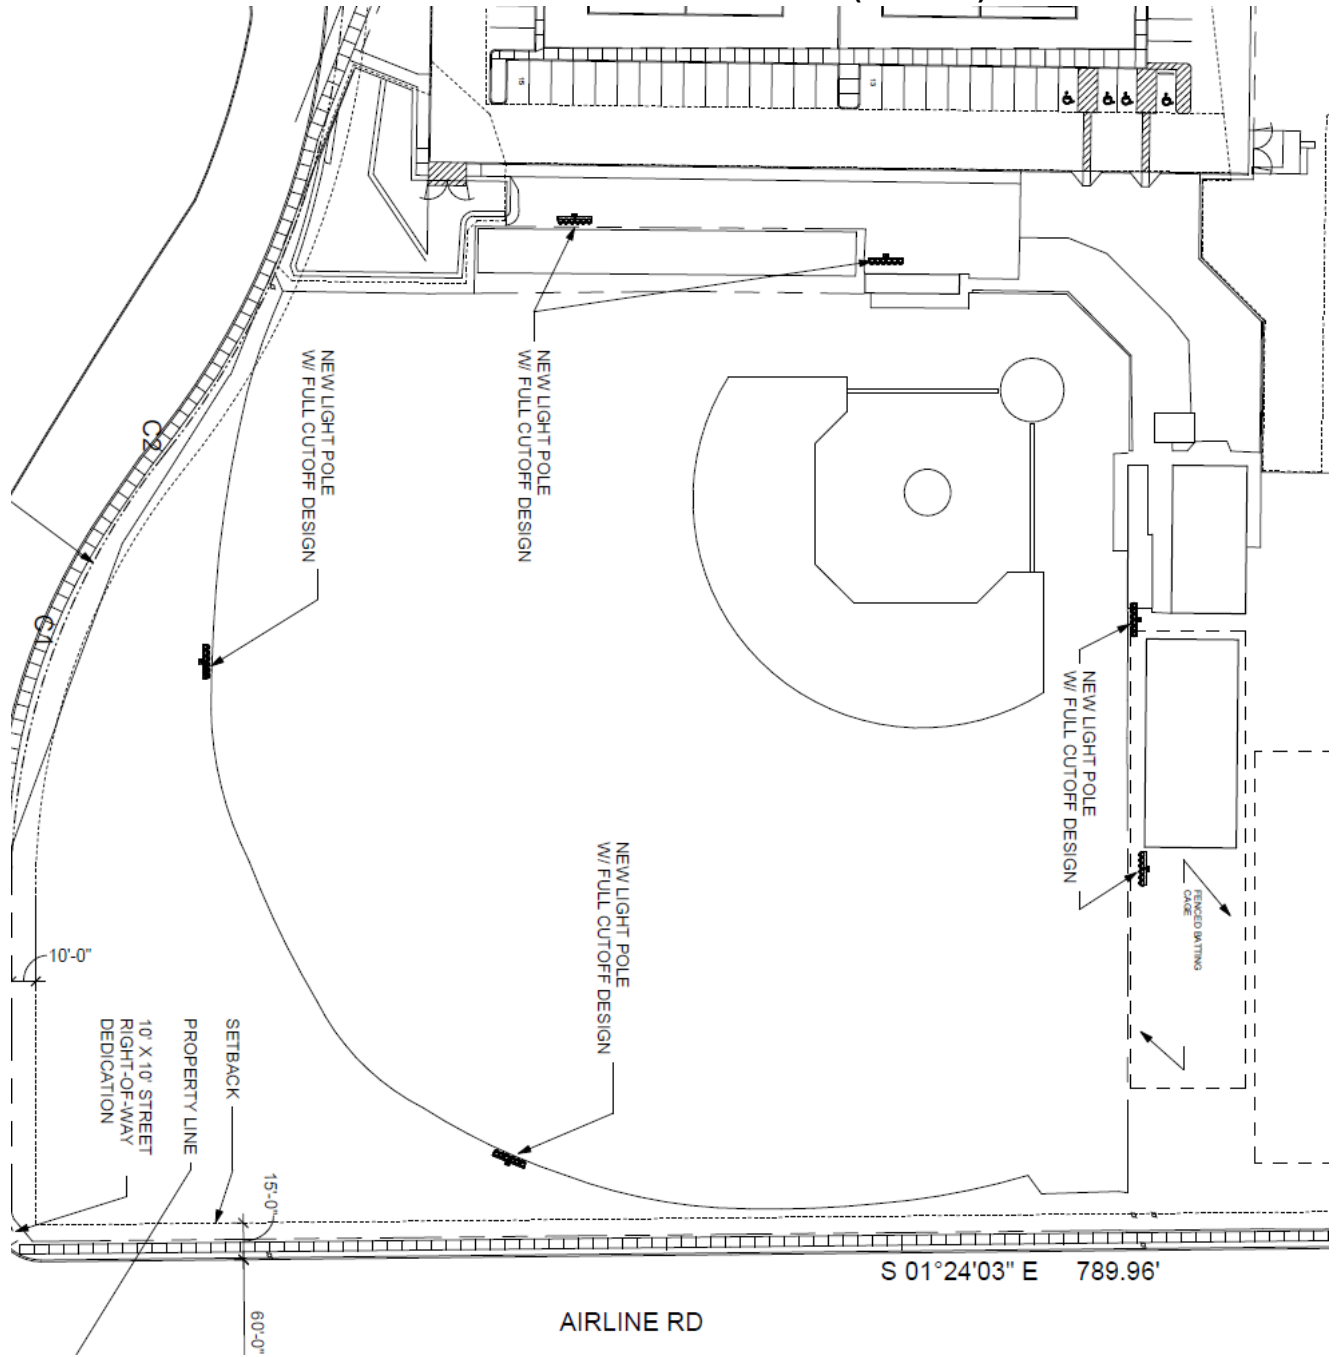 15
13
NEW LIGHT POLE
W/ FULL CUTOFF DESIGN
NEW LIGHT POLE
W/ FULL CUTOFF DESIGN
C2
C1
NEW LIGHT POLE
W/ FULL CUTOFF DESIGN
NEW LIGHT POLE
W/ FULL CUTOFF DESIGN
FENCED BATTING
CAGE
10'-0"
SETBACK
PROPERTY LINE
10' X 10' STREET
RIGHT-OF-WAY
DEDICATION
15'-0"
60'-0"
S 01°24'03" E 789.96'
AIRLINE RD